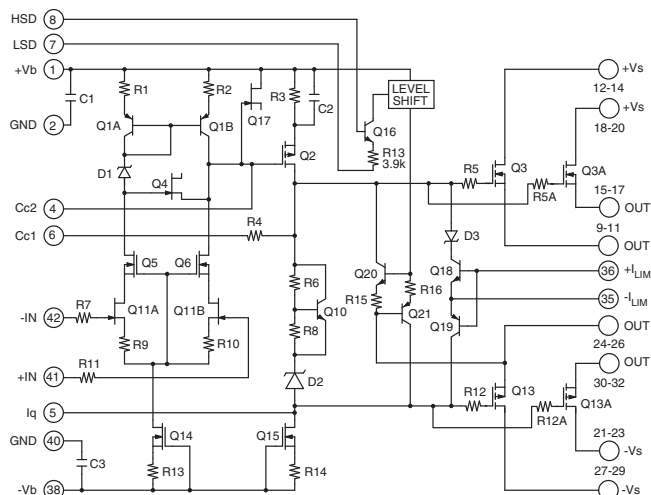 HSD 8
LSD 7
+Vb 1
GND 2
C1
R1
R2
Q17
R3
C2
Q1A
Q1B
Q2
D1
Q4
Cc2 4
Cc1 6
R4
Q16
R13
3.9k
LEVEL
SHIFT
R5
Q3
R5A
Q3A
+Vs
12-14
+Vs
18-20
15-17
OUT
9-11
OUT
36 +ILIM
35 -ILIM
OUT
24-26
OUT
30-32
21-23
-Vs
27-29
-Vs
Q5
Q6
R6
Q10
R8
D3
Q20
Q18
R15
R16
Q21
Q19
-IN 42
R7
Q11A
Q11B
R9
R10
+IN 41
R11
D2
Iq 5
R12
Q13
R12A
Q13A
GND 40
Q14
Q15
C3
R13
R14
-Vb 38